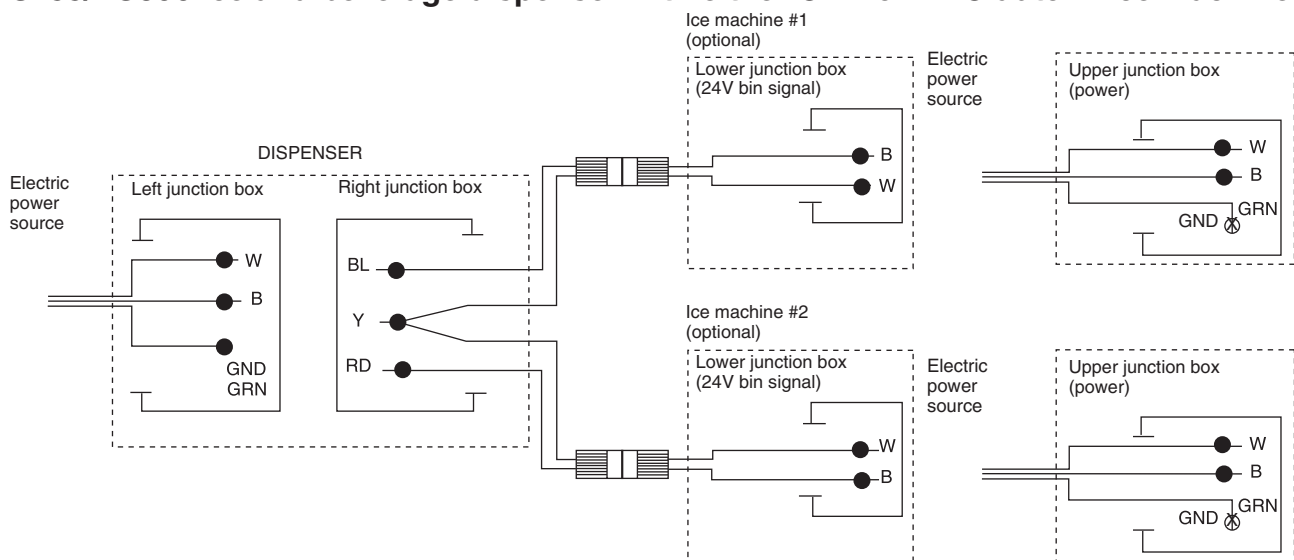 Ice machine #1
(optional)
Lower junction box
(24V bin signal)
B
W
Electric
power
source
Upper junction box
(power)
W
B
GRN
GND
DISPENSER
Electric
power
source
Left junction box
W
B
GND
GRN
Right junction box
BL
Y
RD
Ice machine #2
(optional)
Lower junction box
(24V bin signal)
W
B
Electric
power
source
Upper junction box
(power)
W
B
GRN
GND